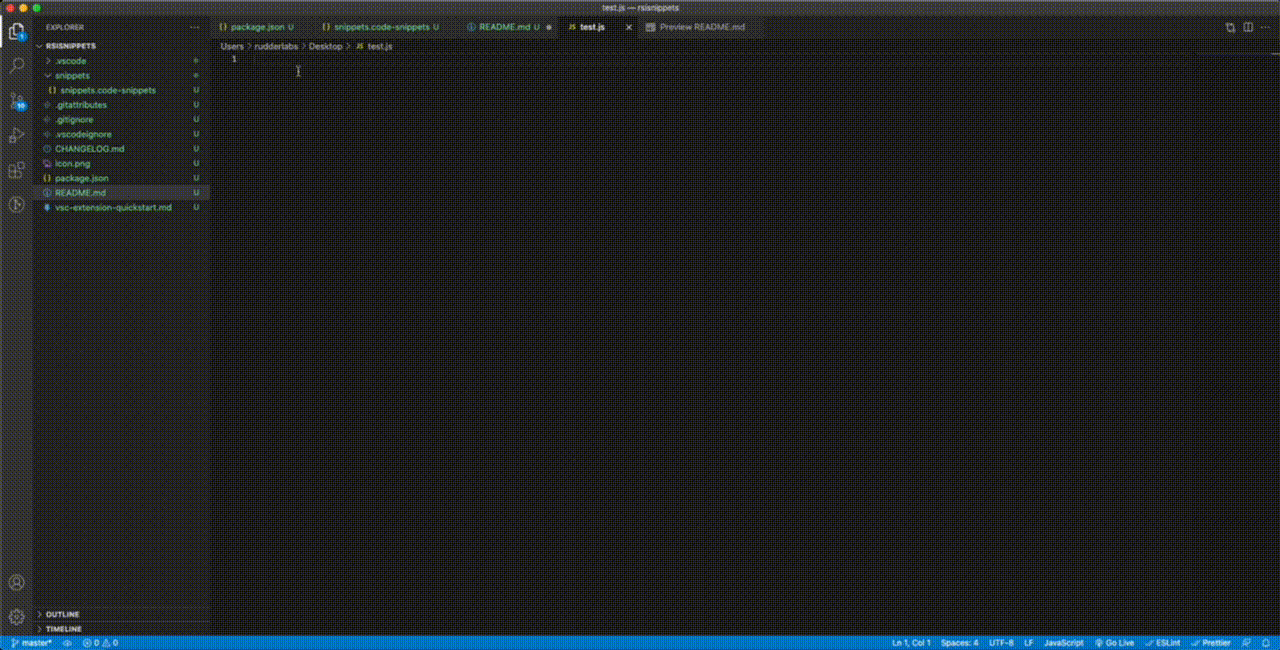 test.js — rsisnippets
EXPLORER ···
package.json U
snippets.code-snippets U
README.md U
JS test.js ×
Preview README.md
RSISNIPPETS
Users > rudderlabs > Desktop > JS test.js
1
.vscode
snippets
{} snippets.code-snippets U
.gitattributes U
.gitignore U
.vscodeignore U
CHANGELOG.md U
icon.png U
{} package.json U
README.md U
vsc-extension-quickstart.md U
OUTLINE
TIMELINE
master* 0 0 Ln 1, Col 1 Spaces: 4 UTF-8 LF JavaScript Go Live ESLint Prettier